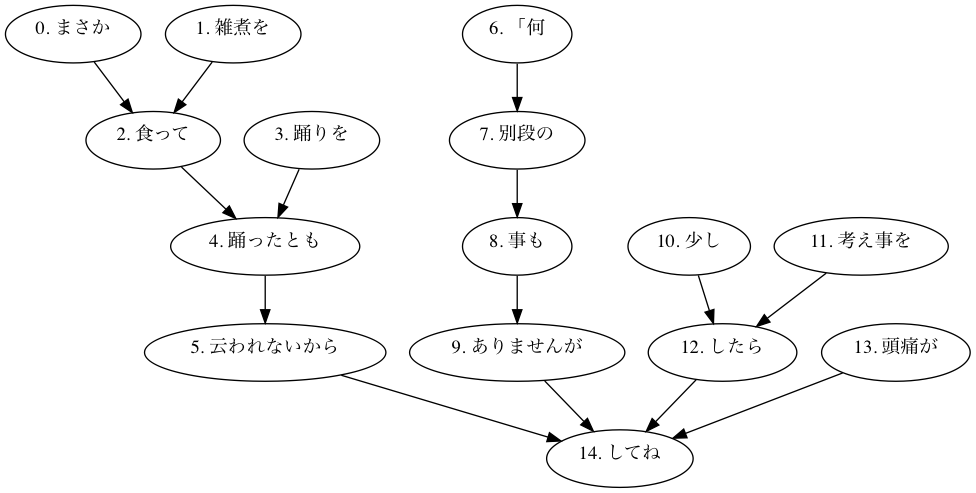 0. まさか
1. 雑煮を
6. 「何
2. 食って
3. 踊りを
7. 別段の
4. 踊ったとも
8. 事も
10. 少し
11. 考え事を
5. 云われないから
9. ありませんが
12. したら
13. 頭痛が
14. してね